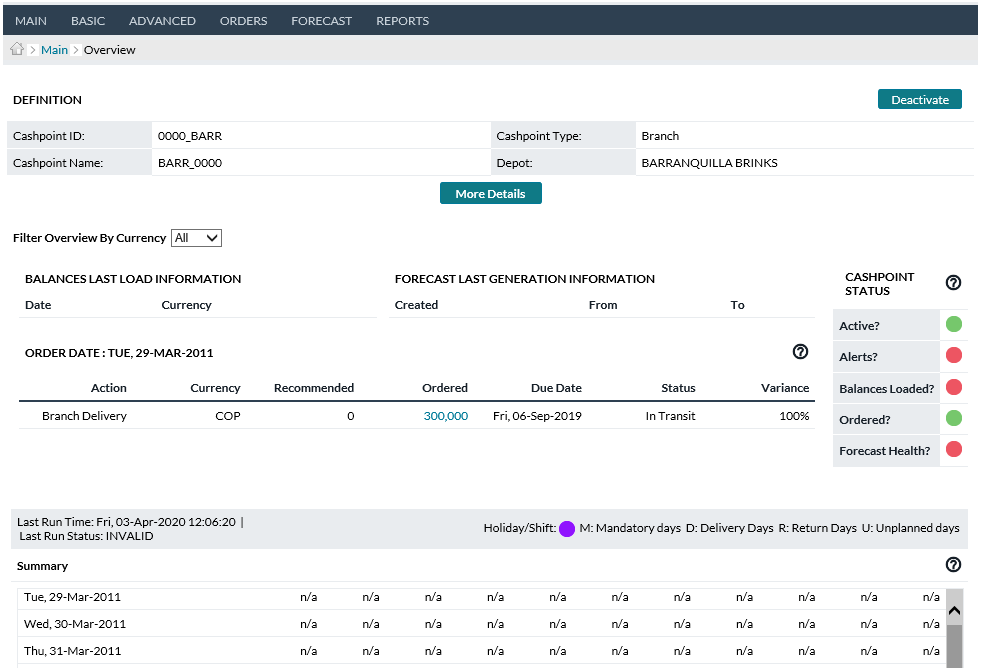 MAIN BASIC ADVANCED ORDERS FORECAST REPORTS
> Main > Overview
DEFINITION Deactivate
Cashpoint ID: 0000_BARR Cashpoint Type: Branch
Cashpoint Name: BARR_0000 Depot: BARRANQUILLA BRINKS
More Details
Filter Overview By Currency All
BALANCES LAST LOAD INFORMATION FORECAST LAST GENERATION INFORMATION
Date Currency Created From To
ORDER DATE : TUE, 29-MAR-2011 ?
Action Currency Recommended Ordered Due Date Status Variance
Branch Delivery COP 0 300,000 Fri, 06-Sep-2019 In Transit 100%
CASHPOINT
STATUS ?
Active?
Alerts?
Balances Loaded?
Ordered?
Forecast Health?
Last Run Time: Fri, 03-Apr-2020 12:06:20 |
Last Run Status: INVALID
Holiday/Shift: M: Mandatory days D: Delivery Days R: Return Days U: Unplanned days
Summary ?
Tue, 29-Mar-2011 n/a n/a n/a n/a n/a n/a n/a n/a n/a n/a n/a
Wed, 30-Mar-2011 n/a n/a n/a n/a n/a n/a n/a n/a n/a n/a n/a
Thu, 31-Mar-2011 n/a n/a n/a n/a n/a n/a n/a n/a n/a n/a n/a